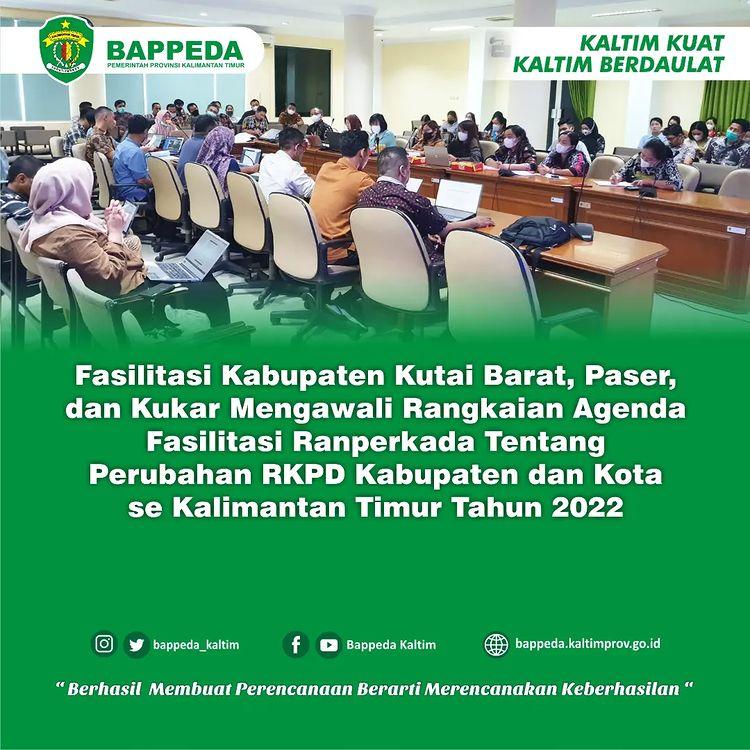 BAPPEDA
PEMERINTAH PROVINSI KALIMANTAN TIMUR
KALTIM KUAT
KALTIM BERDAULAT
Fasilitasi Kabupaten Kutai Barat, Paser,
dan Kukar Mengawali Rangkaian Agenda
Fasilitasi Ranperkada Tentang
Perubahan RKPD Kabupaten dan Kota
se Kalimantan Timur Tahun 2022
bappeda_kaltim
Bappeda Kaltim
bappeda.kaltimprov.go.id
“ Berhasil Membuat Perencanaan Berarti Merencanakan Keberhasilan “